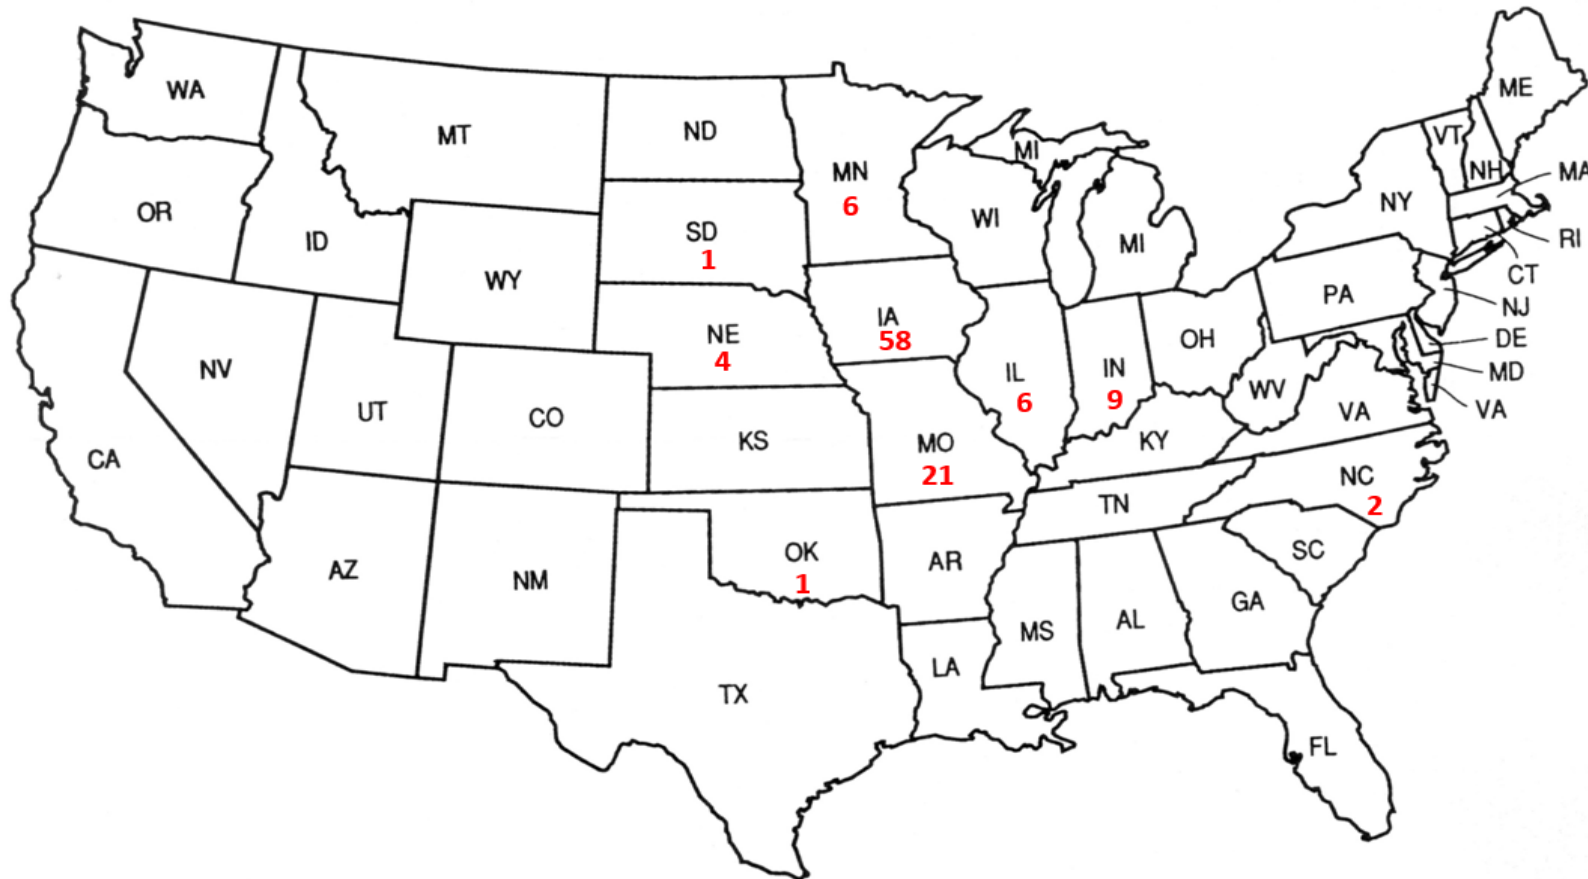 WA
MT
ND
MN
6
MI
ME
VT
NH
MA
OR
ID
SD
1
WI
MI
NY
RI
WY
CT
PA
NJ
NE
4
IA
58
OH
DE
NV
IL
6
IN
9
MD
UT
CO
WV
VA
VA
CA
KS
MO
21
KY
NC
2
TN
AZ
NM
OK
1
AR
SC
MS
AL
GA
LA
TX
FL